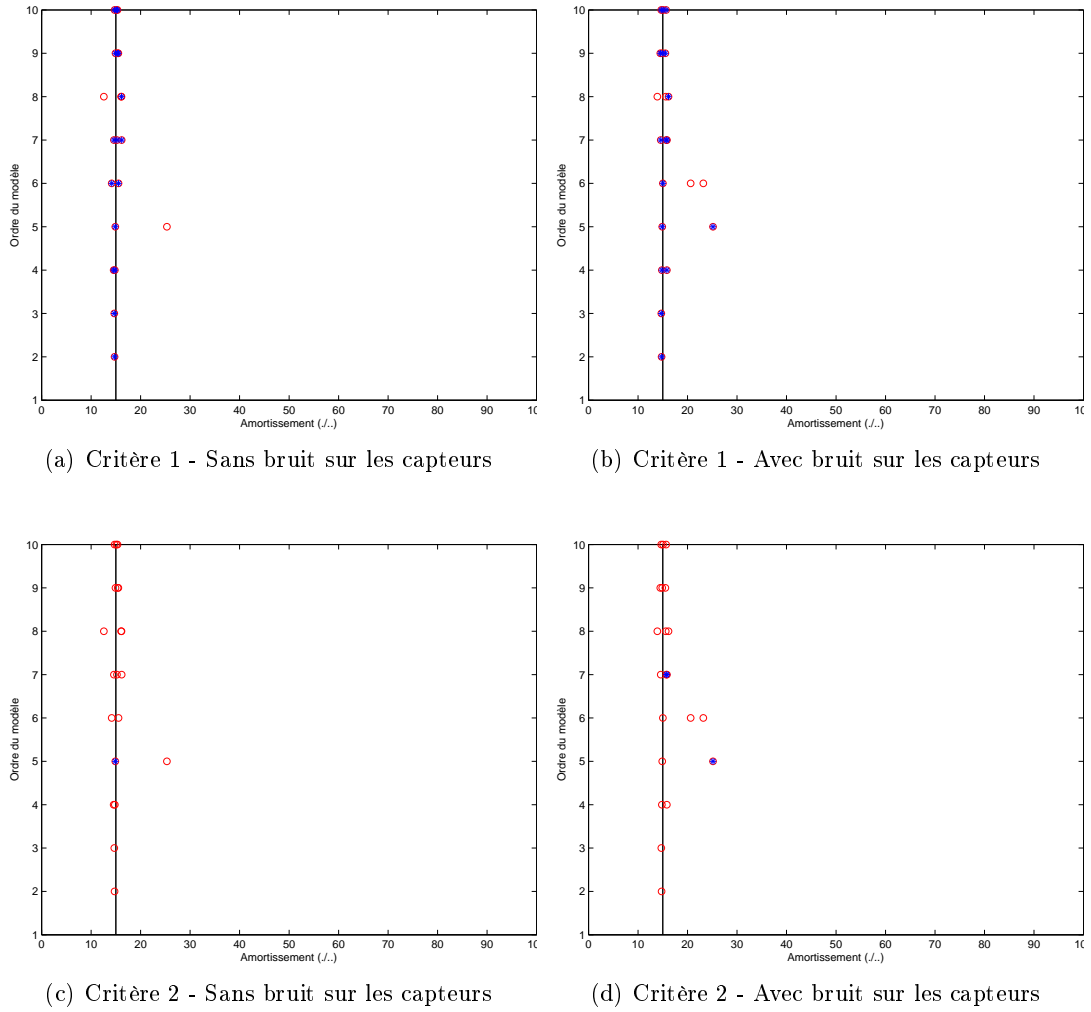 10
9
8
7
6
5
4
3
2
1
Ordre du modèle
0 10 20 30 40 50 60 70 80 90 10
Amortissement (./..)
(a) Critère 1 - Sans bruit sur les capteurs
10
9
8
7
6
5
4
3
2
1
Ordre du modèle
0 10 20 30 40 50 60 70 80 90 10
Amortissement (./..)
(b) Critère 1 - Avec bruit sur les capteurs
10
9
8
7
6
5
4
3
2
1
Ordre du modèle
0 10 20 30 40 50 60 70 80 90 10
Amortissement (./..)
(c) Critère 2 - Sans bruit sur les capteurs
10
9
8
7
6
5
4
3
2
1
Ordre du modèle
0 10 20 30 40 50 60 70 80 90 10
Amortissement (./..)
(d) Critère 2 - Avec bruit sur les capteurs